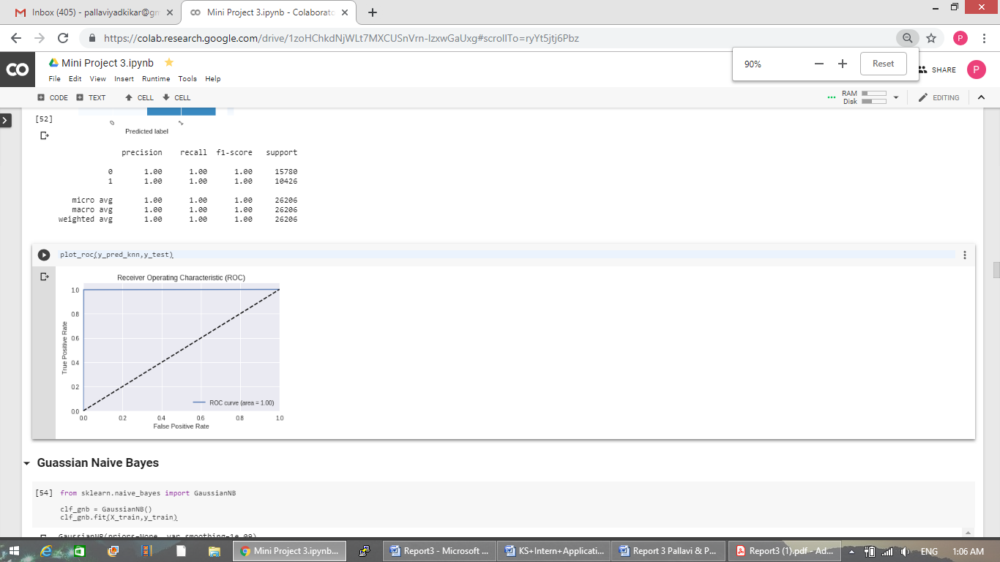 Inbox (405) - pallaviyadkikar@gm
Mini Project 3.ipynb - Colaborato
https://colab.research.google.com/drive/1zoHChkdNjWLt7MXCUSnVrn-lzxwGaUxg#scrollTo=ryYt5jtj6Pbz
P
CO
Mini Project 3.ipynb
90%
Reset
SHARE
P
File Edit View Insert Runtime Tools Help
CODE TEXT CELL CELL
RAM
Disk
EDITING
[52]
0 1
Predicted label
precision recall f1-score support
0 1.00 1.00 1.00 15780
1 1.00 1.00 1.00 10426
micro avg 1.00 1.00 1.00 26206
macro avg 1.00 1.00 1.00 26206
weighted avg 1.00 1.00 1.00 26206
plot_roc(y_pred_knn,y_test)
Receiver Operating Characteristic (ROC)
1.0
0.8
0.6
0.4
0.2
0.0
True Positive Rate
ROC curve (area = 1.00)
0.0 0.2 0.4 0.6 0.8 1.0
False Positive Rate
Guassian Naive Bayes
[54] from sklearn.naive_bayes import GaussianNB
clf_gnb = GaussianNB()
clf_gnb.fit(X_train,y_train)
GaussianNB(priors=None, var_smoothing=1e-09)
Mini Project 3.ipynb...
Report3 - Microsoft ...
KS+Intern+Applicati...
Report 3 Pallavi & P...
Report3 (1).pdf - Ad...
ENG
1:06 AM